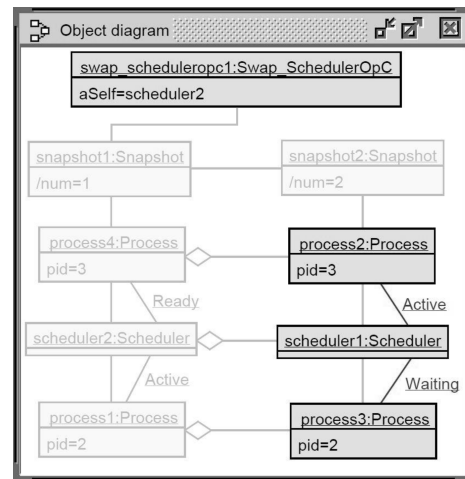 Object diagram
swap_scheduleropc1:Swap_SchedulerOpC
aSelf=scheduler2
snapshot1:Snapshot
/num=1
snapshot2:Snapshot
/num=2
process4:Process
pid=3
process2:Process
pid=3
Ready
Active
scheduler2:Scheduler
scheduler1:Scheduler
Active
Waiting
process1:Process
pid=2
process3:Process
pid=2